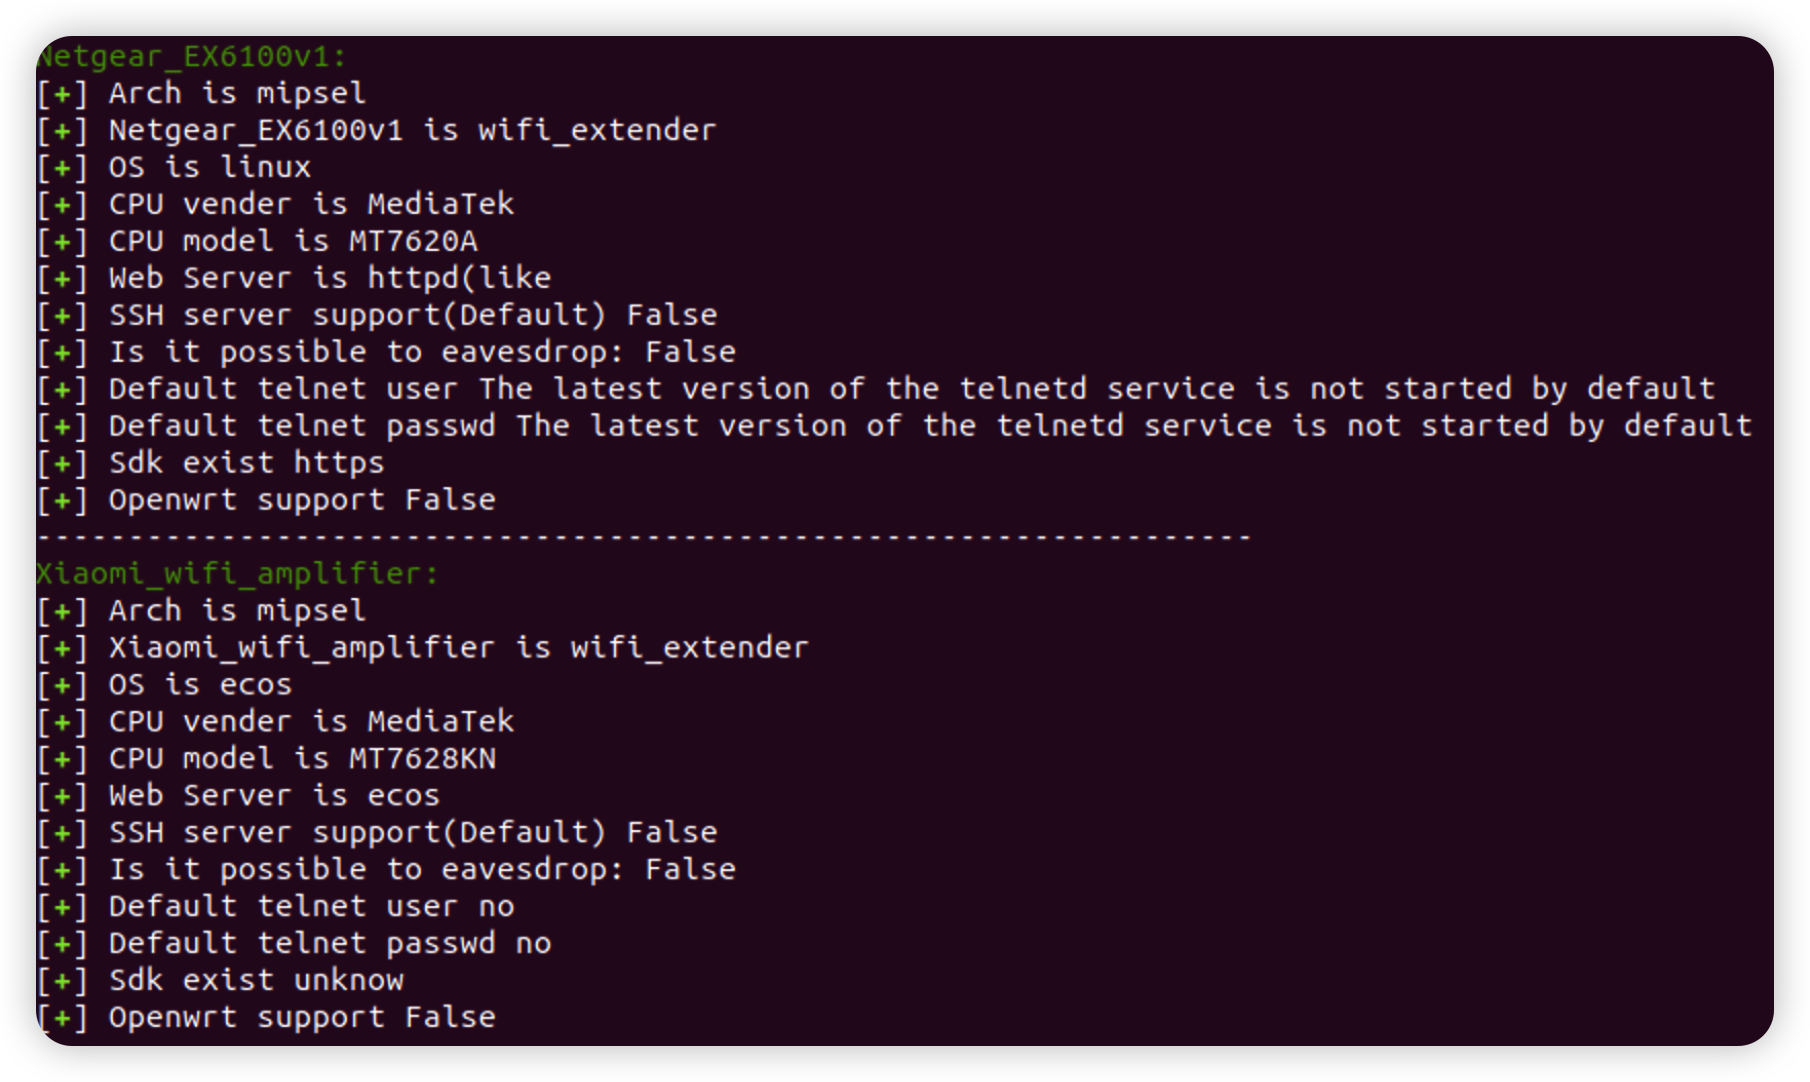 Netgear_EX6100v1:
[+] Arch is mipsel
[+] Netgear_EX6100v1 is wifi_extender
[+] OS is linux
[+] CPU vender is MediaTek
[+] CPU model is MT7620A
[+] Web Server is httpd(like
[+] SSH server support(Default) False
[+] Is it possible to eavesdrop: False
[+] Default telnet user The latest version of the telnetd service is not started by default
[+] Default telnet passwd The latest version of the telnetd service is not started by default
[+] Sdk exist https
[+] Openwrt support False
------------------------------------------------------------------
Xiaomi_wifi_amplifier:
[+] Arch is mipsel
[+] Xiaomi_wifi_amplifier is wifi_extender
[+] OS is ecos
[+] CPU vender is MediaTek
[+] CPU model is MT7628KN
[+] Web Server is ecos
[+] SSH server support(Default) False
[+] Is it possible to eavesdrop: False
[+] Default telnet user no
[+] Default telnet passwd no
[+] Sdk exist unknow
[+] Openwrt support False